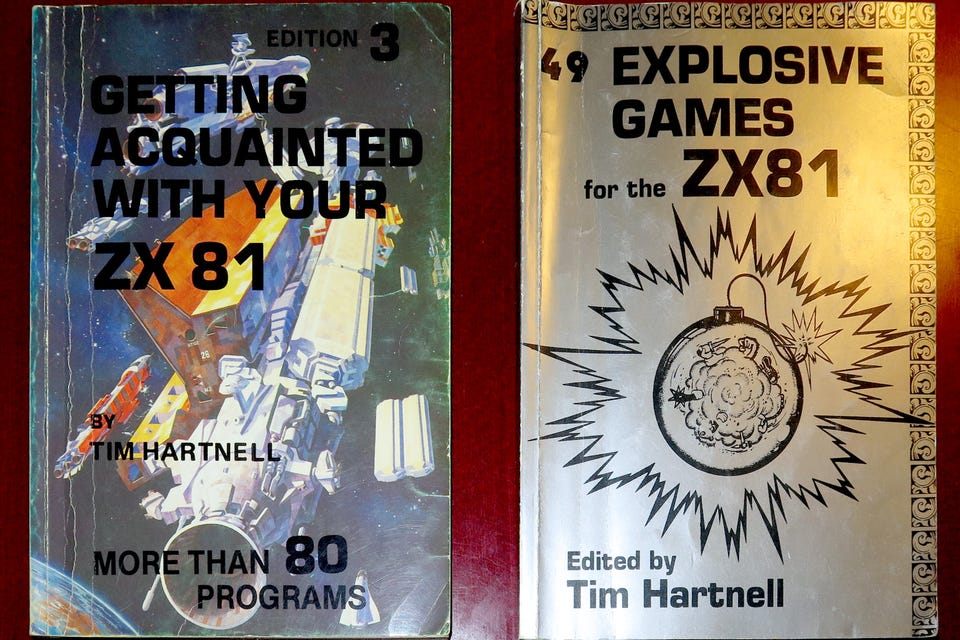 EDITION 3
GETTING
ACQUAINTED
WITH YOUR
ZX 81
BY
TIM HARTNELL
MORE THAN 80
PROGRAMS
49 EXPLOSIVE
GAMES
for the ZX81
Edited by
Tim Hartnell